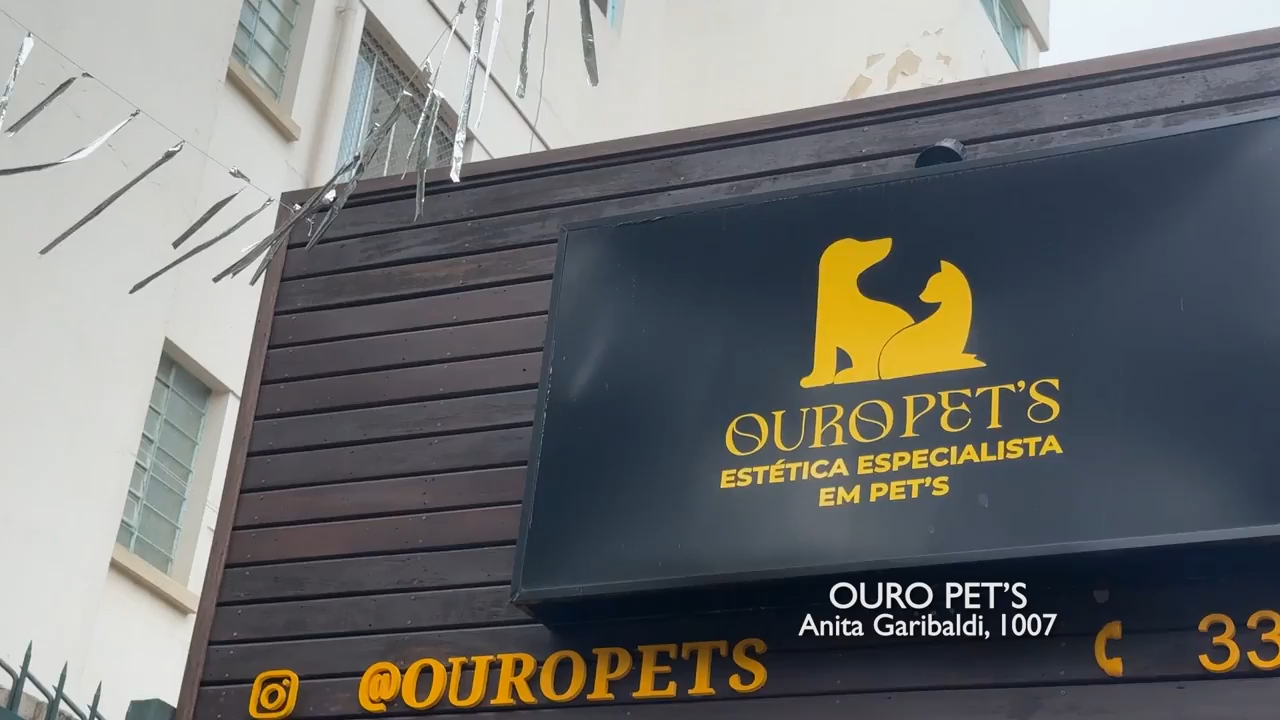 OUROPET'S
ESTÉTICA ESPECIALISTA
EM PET'S
OURO PET'S
Anita Garibaldi, 1007
@OUROPETS
33